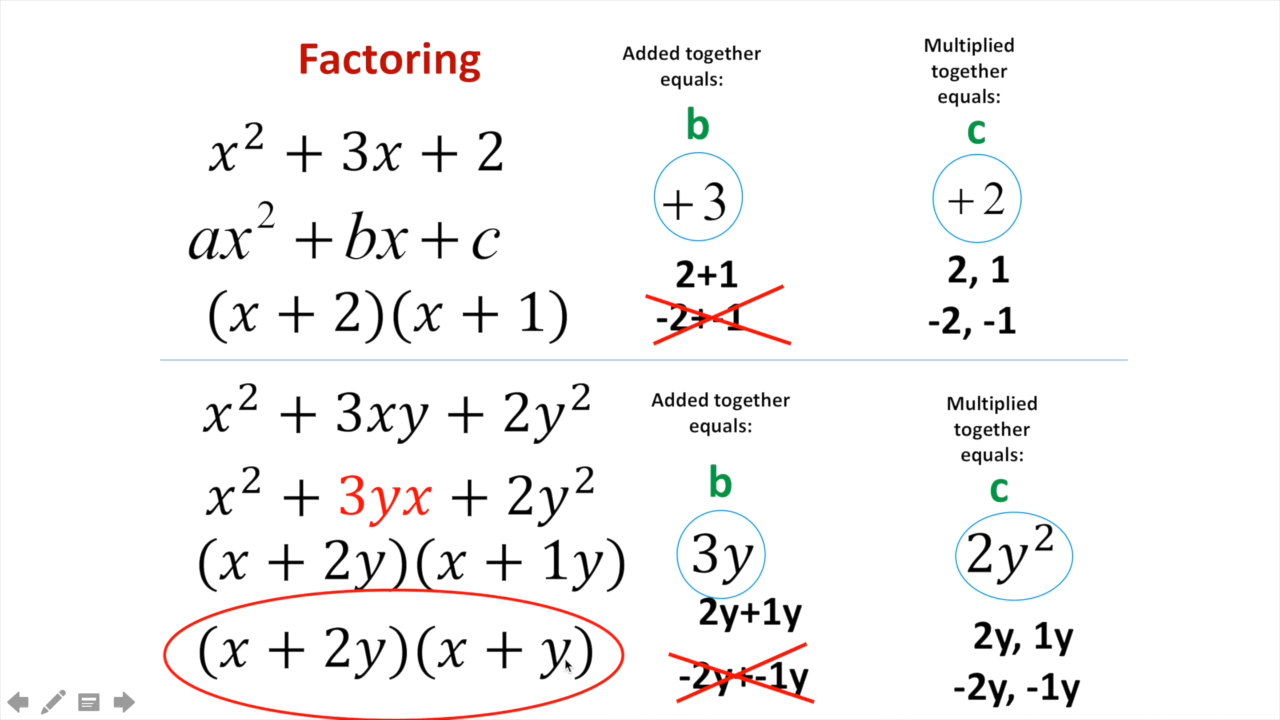 Factoring
x² + 3x + 2
ax² + bx + c
(x + 2)(x + 1)
Added together
equals:
b
+3
2+1
-2+-1
Multiplied
together
equals:
c
+2
2, 1
-2, -1
x² + 3xy + 2y²
x² + 3yx + 2y²
(x + 2y)(x + 1y)
(x + 2y)(x + y)
Added together
equals:
b
3y
2y+1y
-2y+-1y
Multiplied
together
equals:
c
2y²
2y, 1y
-2y, -1y